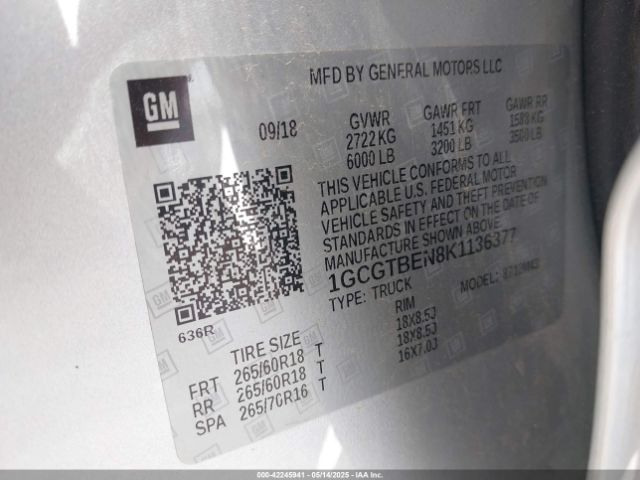 MFD BY GENERAL MOTORS LLC
GM
09/18
GVWR GAWR FRT GAWR RR
2722 KG 1451 KG 1588 KG
6000 LB 3200 LB 3500 LB
THIS VEHICLE CONFORMS TO ALL
APPLICABLE U.S. FEDERAL MOTOR
VEHICLE SAFETY AND THEFT PREVENTION
STANDARDS IN EFFECT ON THE DATE OF
MANUFACTURE SHOWN ABOVE.
1GCGTBEN8K1136377
TYPE: TRUCK MODEL:
636R
TIRE SIZE RIM
FRT 265/60R18 T 18X8.5J
RR 265/60R18 T 18X8.5J
SPA 265/70R16 T 16X7.0J
000-42245941 - 05/14/2025 - IAAI.COM